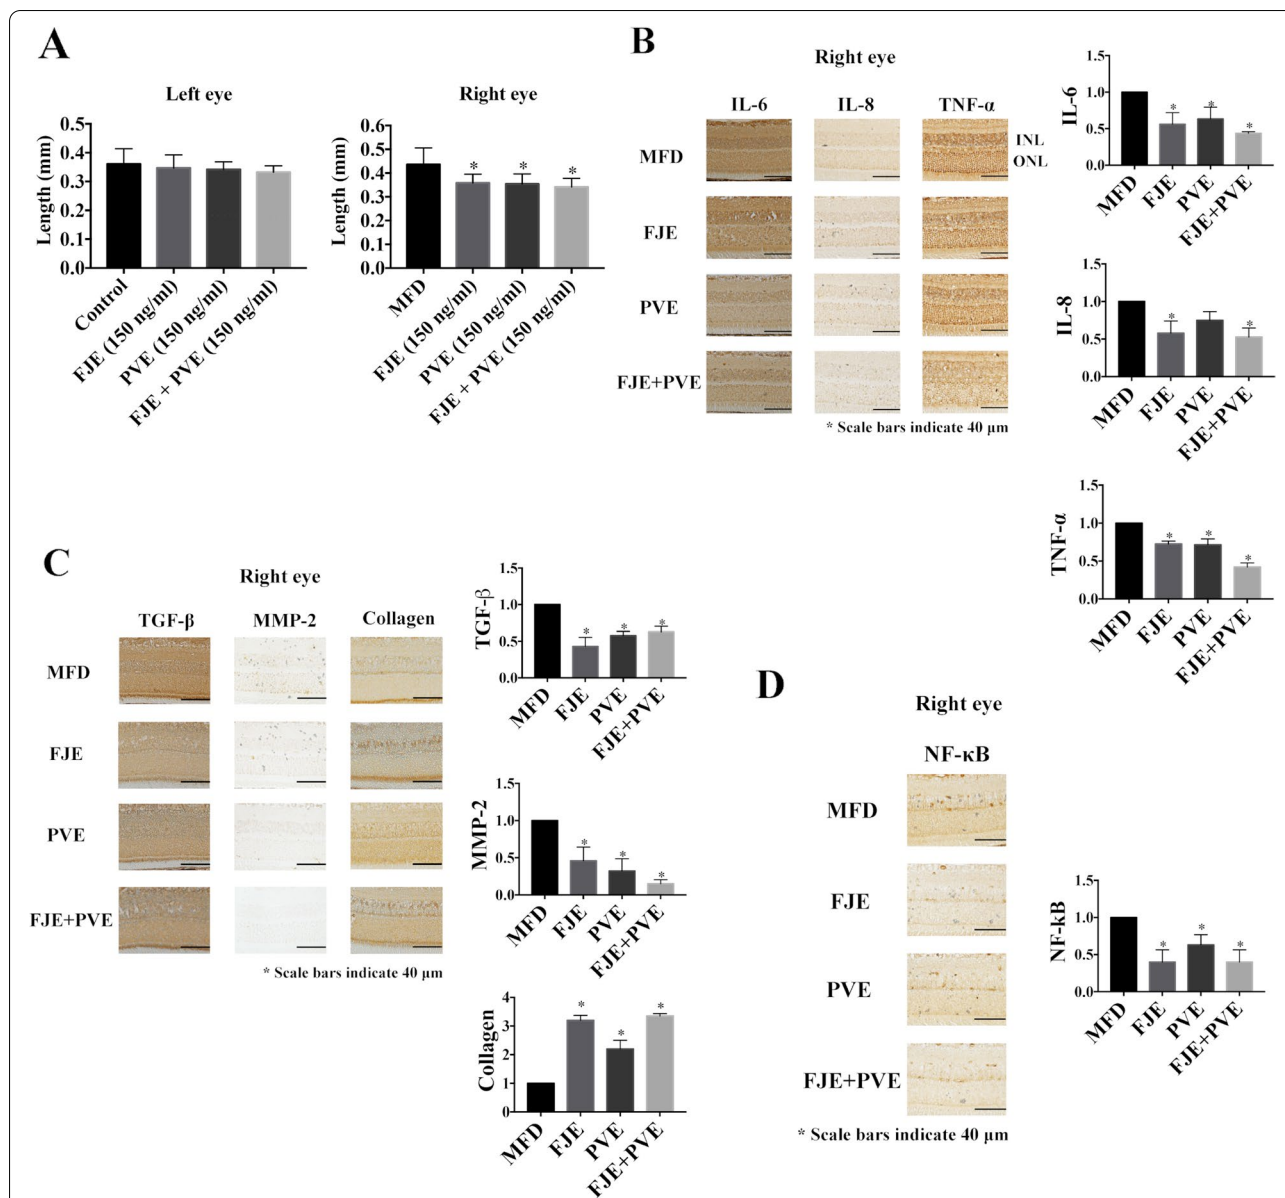 A
Left eye
Length (mm)
0.5
0.4
0.3
0.2
0.1
0.0
Control
FJE (150 ng/ml)
PVE (150 ng/ml)
FJE + PVE (150 ng/ml)
Right eye
Length (mm)
0.6
0.5
0.4
0.3
0.2
0.1
0.0
* * *
MFD
FJE (150 ng/ml)
PVE (150 ng/ml)
FJE + PVE (150 ng/ml)
B
Right eye
IL-6 IL-8 TNF-α
MFD
INL
ONL
FJE
PVE
FJE+PVE
* Scale bars indicate 40 μm
IL-6
1.5
1.0
0.5
0.0
* * *
MFD
FJE
PVE
FJE+PVE
IL-8
1.5
1.0
0.5
0.0
* *
MFD
FJE
PVE
FJE+PVE
TNF-α
1.5
1.0
0.5
0.0
* * *
MFD
FJE
PVE
FJE+PVE
C
Right eye
TGF-β MMP-2 Collagen
MFD
FJE
PVE
FJE+PVE
* Scale bars indicate 40 μm
TGF-β
1.5
1.0
0.5
0.0
* * *
MFD
FJE
PVE
FJE+PVE
MMP-2
1.5
1.0
0.5
0.0
* * *
MFD
FJE
PVE
FJE+PVE
Collagen
4
3
2
1
0
* * *
MFD
FJE
PVE
FJE+PVE
D
Right eye
NF-κB
MFD
FJE
PVE
FJE+PVE
* Scale bars indicate 40 μm
NF-kB
1.5
1.0
0.5
0.0
* * *
MFD
FJE
PVE
FJE+PVE